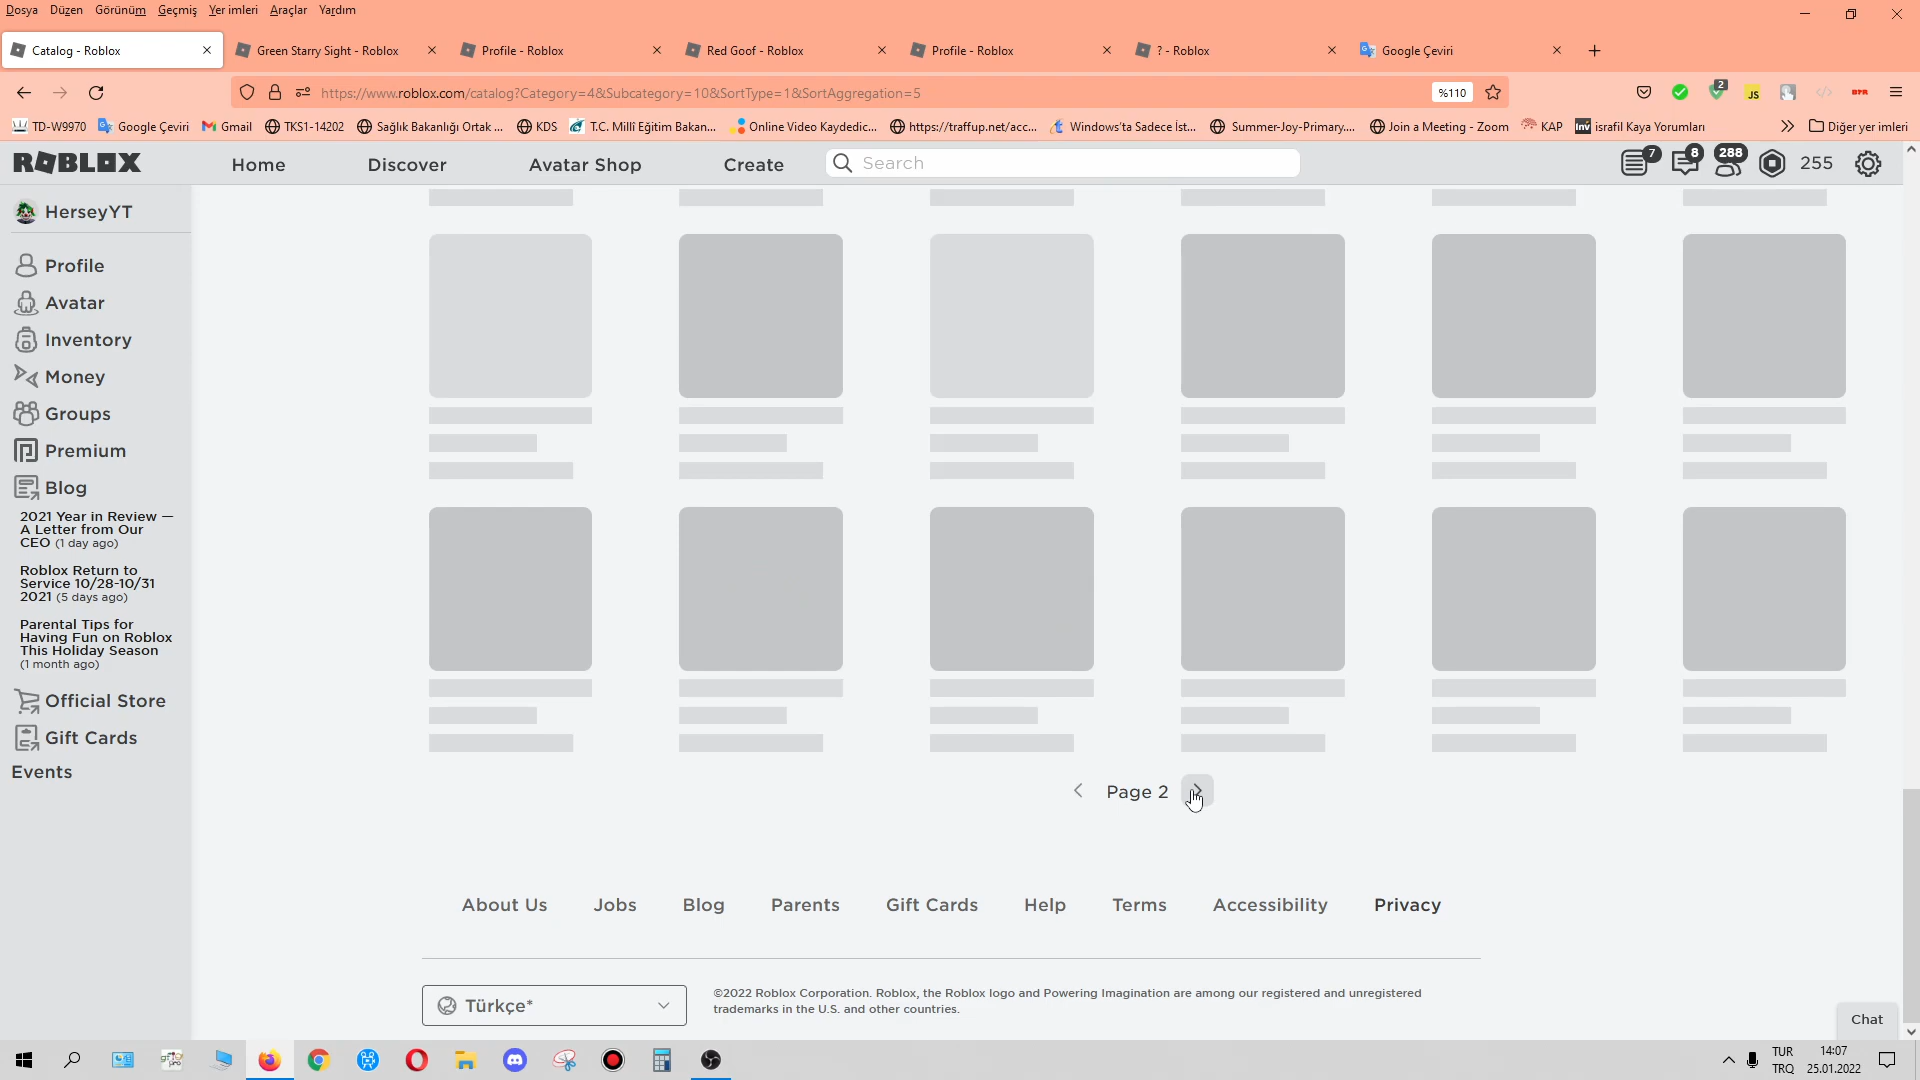 Dosya Düzen Görünüm Geçmiş Yer imleri Araçlar Yardım
Catalog - Roblox
Green Starry Sight - Roblox
Profile - Roblox
Red Goof - Roblox
Profile - Roblox
? - Roblox
Google Çeviri
https://www.roblox.com/catalog?Category=4&Subcategory=10&SortType=1&SortAggregation=5
%110
2
JS
TD-W9970
Google Çeviri
Gmail
TKS1-14202
Sağlık Bakanlığı Ortak ...
KDS
T.C. Millî Eğitim Bakan...
Online Video Kaydedic...
https://traffup.net/acc...
Windows'ta Sadece İst...
Summer-Joy-Primary....
Join a Meeting - Zoom
KAP
Inv israfil Kaya Yorumları
Diğer yer imleri
ROBLOX
Home
Discover
Avatar Shop
Create
Search
7
8
288
255
HerseyYT
Profile
Avatar
Inventory
Money
Groups
Premium
Blog
2021 Year in Review —
A Letter from Our
CEO (1 day ago)
Roblox Return to
Service 10/28-10/31
2021 (5 days ago)
Parental Tips for
Having Fun on Roblox
This Holiday Season
(1 month ago)
Official Store
Gift Cards
Events
Page 2
About Us
Jobs
Blog
Parents
Gift Cards
Help
Terms
Accessibility
Privacy
Türkçe*
©2022 Roblox Corporation. Roblox, the Roblox logo and Powering Imagination are among our registered and unregistered
trademarks in the U.S. and other countries.
Chat
TUR
TRQ
14:07
25.01.2022